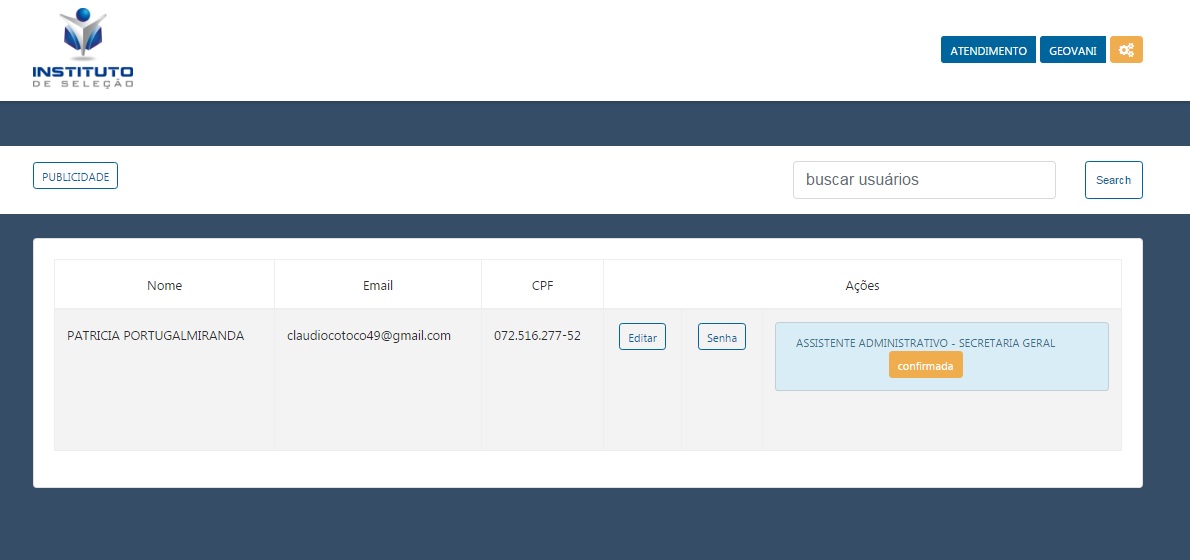 INSTITUTO
DE SELEÇÃO
ATENDIMENTO GEOVANI
PUBLICIDADE buscar usuários Search
Nome Email CPF Ações
PATRICIA PORTUGALMIRANDA claudiocotoco49@gmail.com 072.516.277-52 Editar Senha ASSISTENTE ADMINISTRATIVO - SECRETARIA GERAL
confirmada